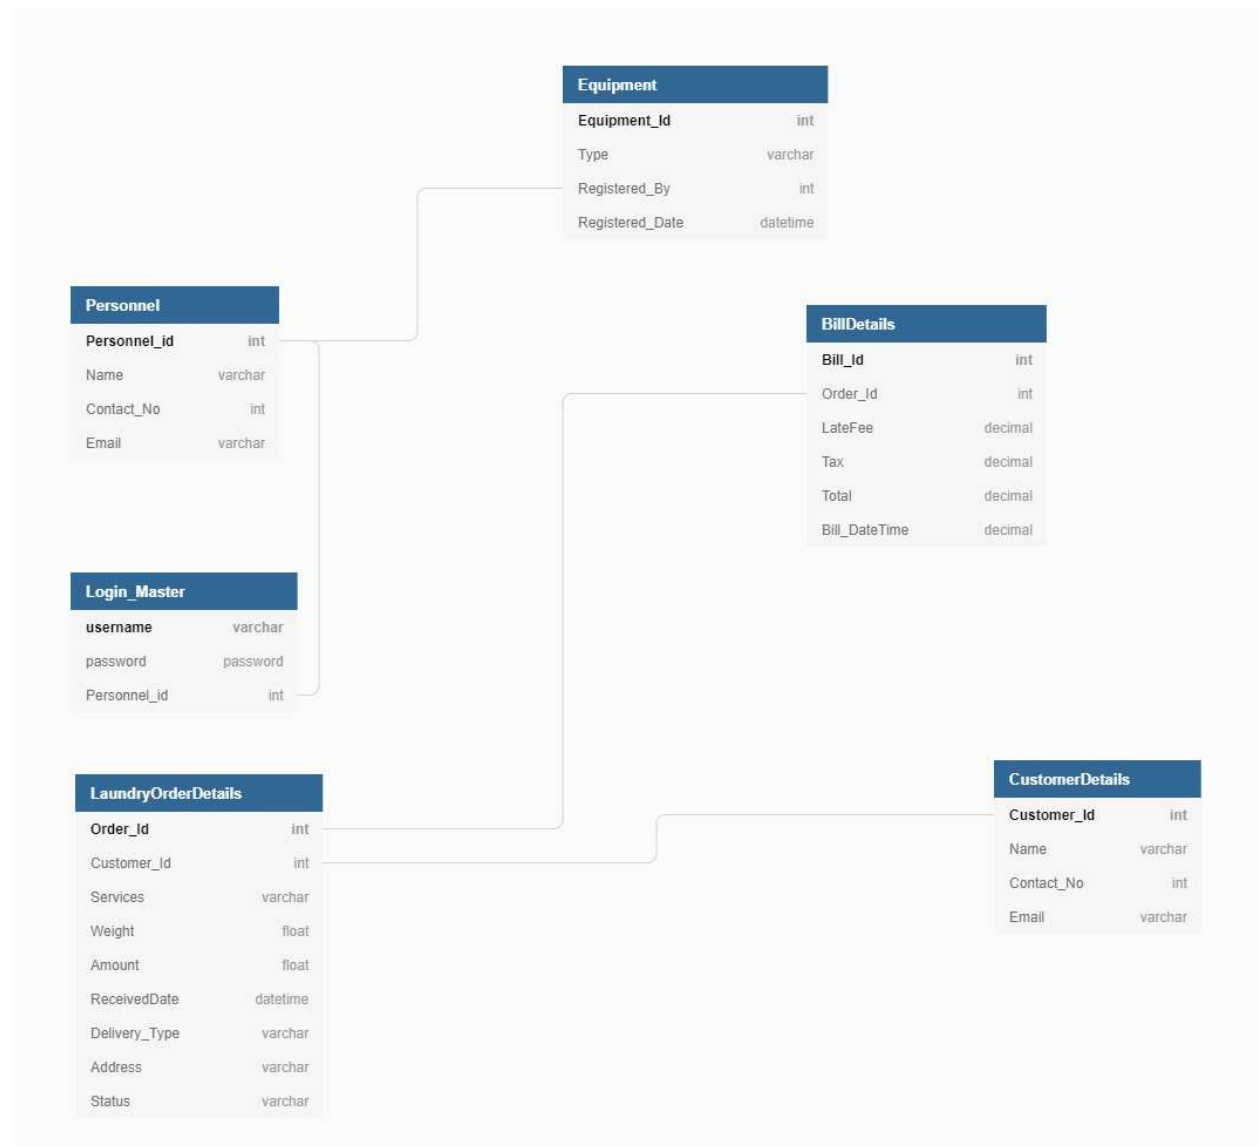 Equipment
Equipment_Id int
Type varchar
Registered_By int
Registered_Date datetime
Personnel
Personnel_id int
Name varchar
Contact_No int
Email varchar
BillDetails
Bill_Id int
Order_Id int
LateFee decimal
Tax decimal
Total decimal
Bill_DateTime decimal
Login_Master
username varchar
password password
Personnel_id int
LaundryOrderDetails
Order_Id int
Customer_Id int
Services varchar
Weight float
Amount float
ReceivedDate datetime
Delivery_Type varchar
Address varchar
Status varchar
CustomerDetails
Customer_Id int
Name varchar
Contact_No int
Email varchar